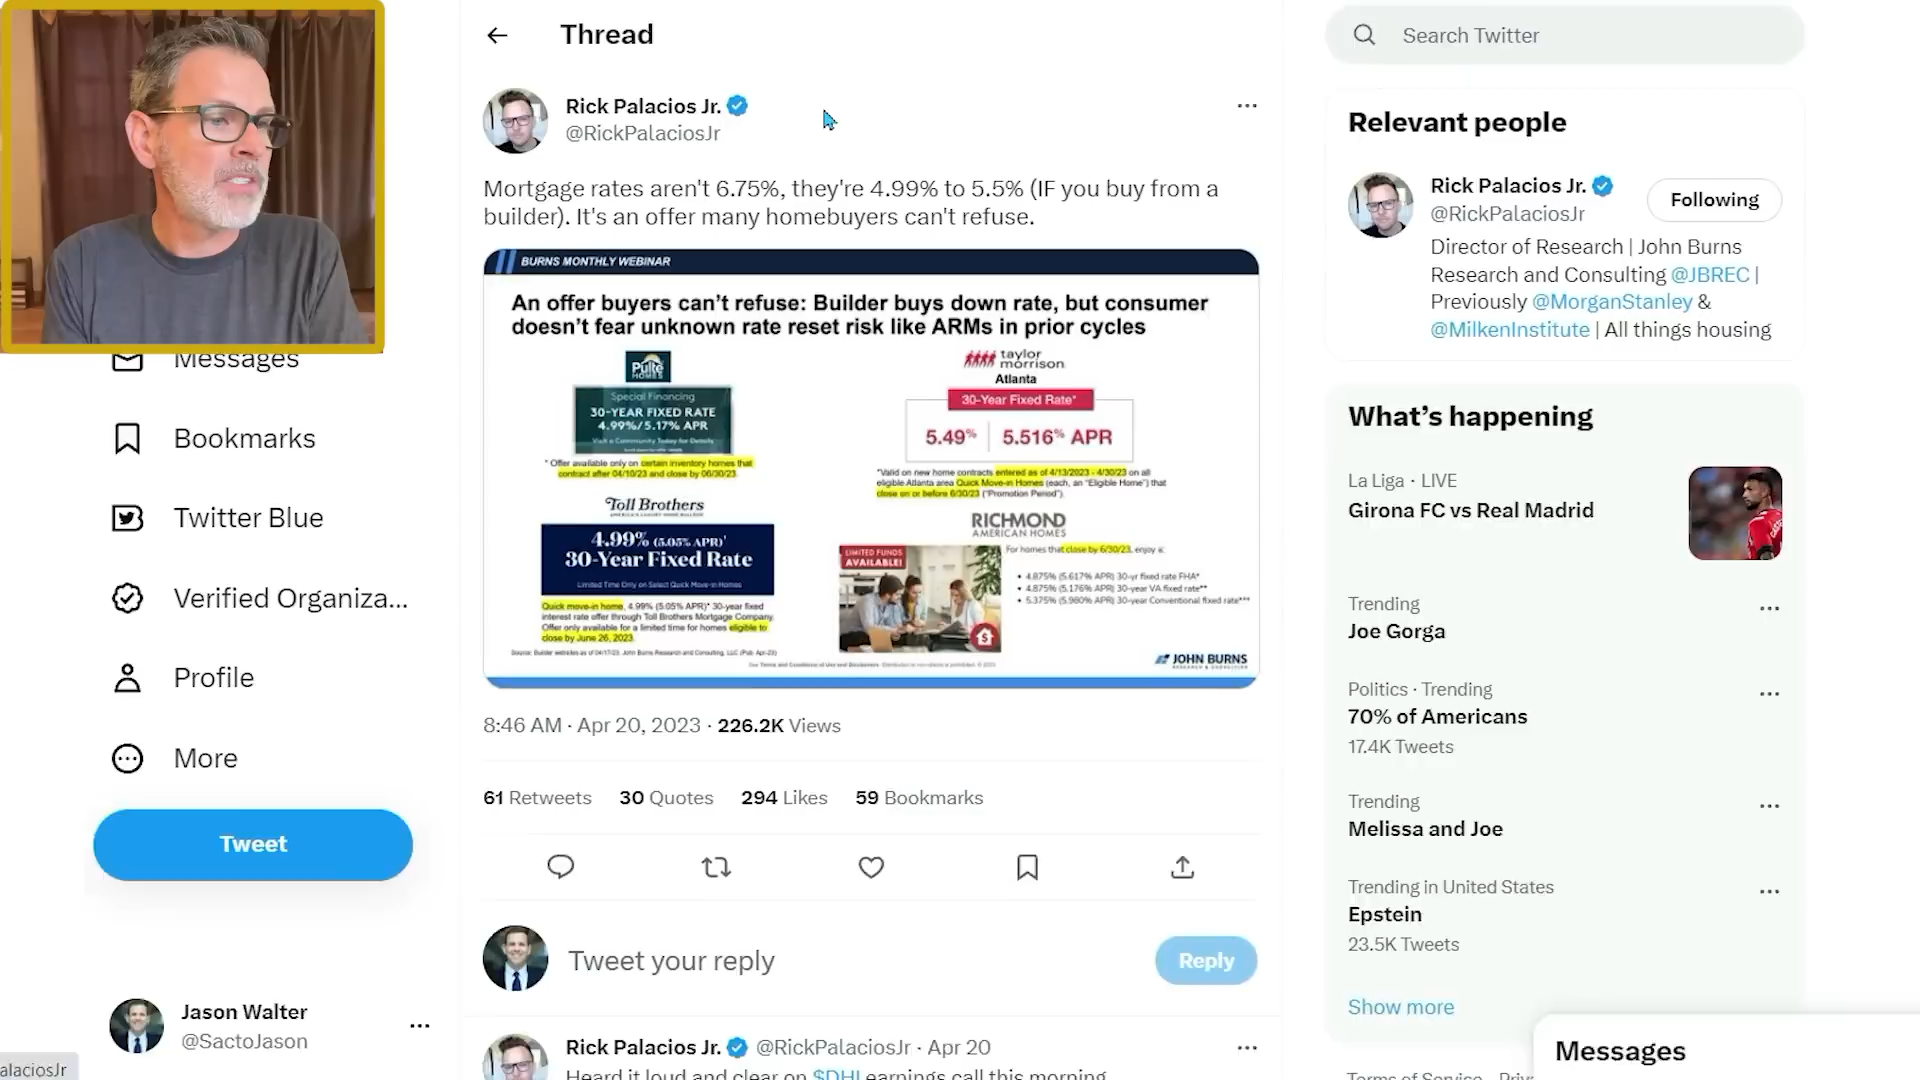 Thread
Rick Palacios Jr.
@RickPalaciosJr
Mortgage rates aren't 6.75%, they're 4.99% to 5.5% (IF you buy from a
builder). It's an offer many homebuyers can't refuse.
BURNS MONTHLY WEBINAR
An offer buyers can't refuse: Builder buys down rate, but consumer
doesn't fear unknown rate reset risk like ARMs in prior cycles
Pulte
HOMES
Special Financing
30-YEAR FIXED RATE
4.99%/5.17% APR
Visit a Community Today for Details
* Offer available only on certain inventory homes that
contract after 04/10/23 and close by 06/30/23.
Toll Brothers
AMERICA'S LUXURY HOME BUILDER
4.99% (5.05% APR)¹
30-Year Fixed Rate
Limited Time Only on Select Quick Move-in Homes
Quick move-in home, 4.99% (5.05% APR)* 30-year fixed
interest rate offer through Toll Brothers Mortgage Company.
Offer only available for a limited time for homes eligible to
close by June 26, 2023.
Source: Builder websites as of 04/17/23. John Burns Research and Consulting, LLC (Pub: Apr-23)
taylor
morrison
Atlanta
30-Year Fixed Rate*
5.49% 5.516% APR
*Valid on new home contracts entered as of 4/13/2023 - 4/30/23 on all
eligible Atlanta area Quick Move-in Homes (each, an "Eligible Home") that
close on or before 6/30/23 ("Promotion Period").
RICHMOND
AMERICAN HOMES
LIMITED FUNDS
AVAILABLE!
For homes that close by 6/30/23, enjoy a:
• 4.875% (5.617% APR) 30-yr fixed rate FHA*
• 4.875% (5.176% APR) 30-year VA fixed rate**
• 5.375% (5.980% APR) 30-year Conventional fixed rate***
JOHN BURNS
RESEARCH & CONSULTING
8:46 AM · Apr 20, 2023 · 226.2K Views
61 Retweets 30 Quotes 294 Likes 59 Bookmarks
Tweet your reply
Reply
Rick Palacios Jr. @RickPalaciosJr · Apr 20
Heard it loud and clear on $DHI earnings call this morning
Messages
Bookmarks
Twitter Blue
Verified Organiza...
Profile
More
Tweet
Jason Walter
@SactoJason
alaciosJr
Search Twitter
Relevant people
Rick Palacios Jr.
@RickPalaciosJr
Following
Director of Research | John Burns
Research and Consulting @JBREC |
Previously @MorganStanley &
@MilkenInstitute | All things housing
What's happening
La Liga · LIVE
Girona FC vs Real Madrid
Trending
Joe Gorga
Politics · Trending
70% of Americans
17.4K Tweets
Trending
Melissa and Joe
Trending in United States
Epstein
23.5K Tweets
Show more
Messages
Terms of Service